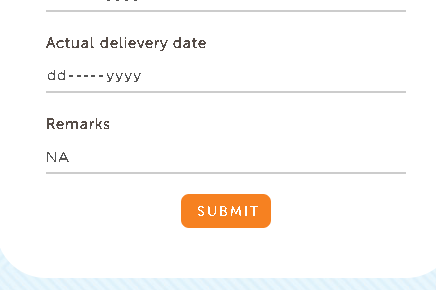 Actual delievery date
dd-----yyyy
Remarks
NA
SUBMIT